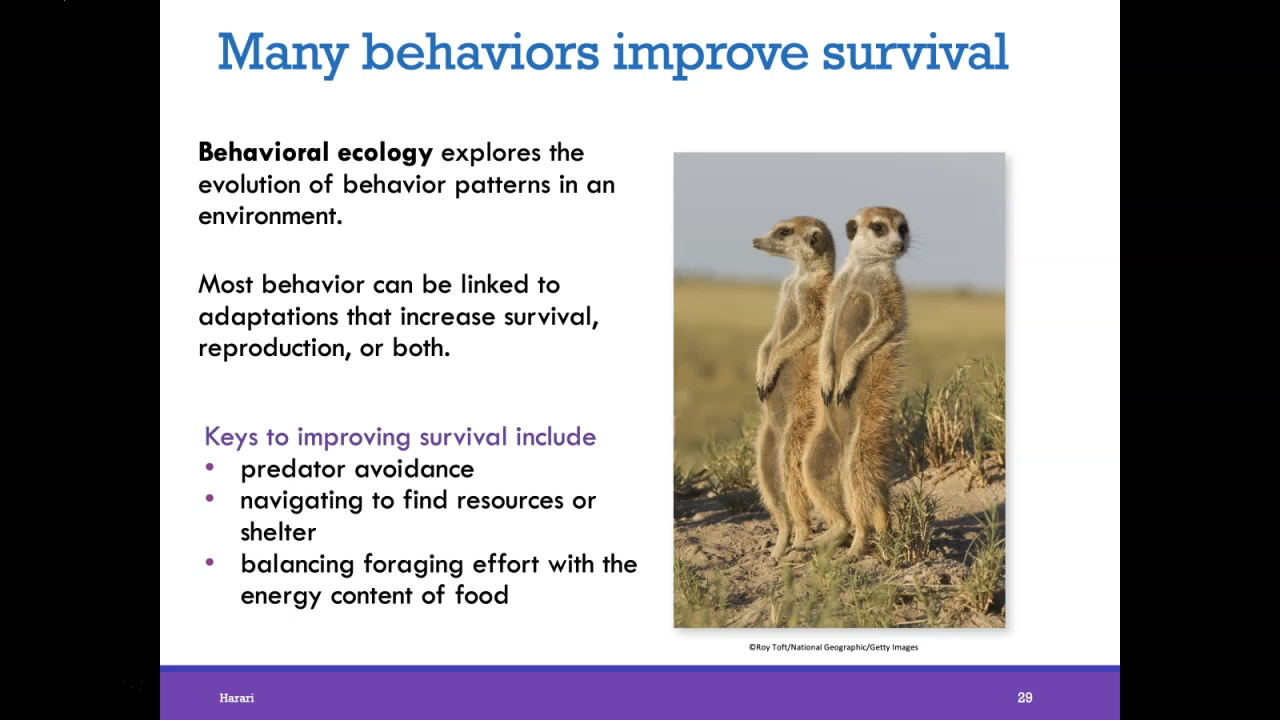 Many behaviors improve survival
Behavioral ecology explores the
evolution of behavior patterns in an
environment.
Most behavior can be linked to
adaptations that increase survival,
reproduction, or both.
Keys to improving survival include
• predator avoidance
• navigating to find resources or
shelter
• balancing foraging effort with the
energy content of food
©Roy Toft/National Geographic/Getty Images
Harari
29